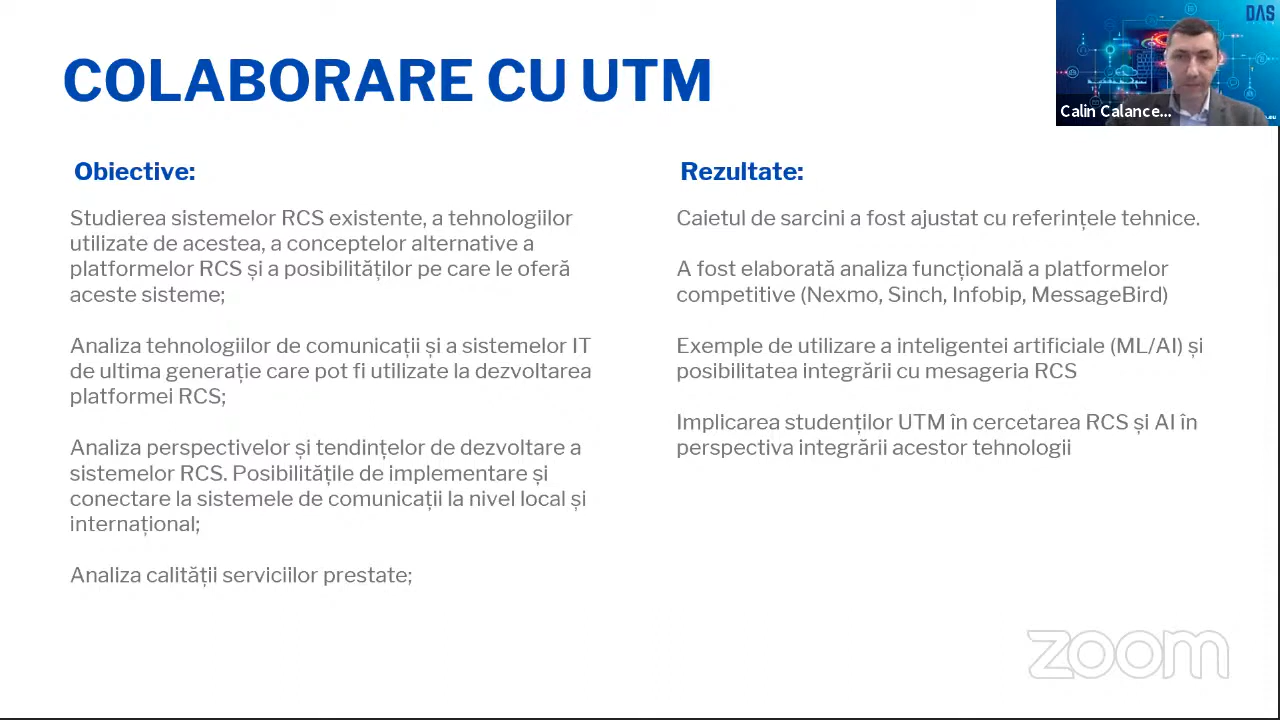 DAS
COLABORARE CU UTM
Calin Calance...
Obiective:
Studierea sistemelor RCS existente, a tehnologiilor
utilizate de acestea, a conceptelor alternative a
platformelor RCS și a posibilităților pe care le oferă
aceste sisteme;
Analiza tehnologiilor de comunicații și a sistemelor IT
de ultima generație care pot fi utilizate la dezvoltarea
platformei RCS;
Analiza perspectivelor și tendințelor de dezvoltare a
sistemelor RCS. Posibilitățile de implementare și
conectare la sistemele de comunicații la nivel local și
internațional;
Analiza calității serviciilor prestate;
Rezultate:
Caietul de sarcini a fost ajustat cu referințele tehnice.
A fost elaborată analiza funcțională a platformelor
competitive (Nexmo, Sinch, Infobip, MessageBird)
Exemple de utilizare a inteligentei artificiale (ML/AI) și
posibilitatea integrării cu mesageria RCS
Implicarea studenților UTM în cercetarea RCS și AI în
perspectiva integrării acestor tehnologii
zoom